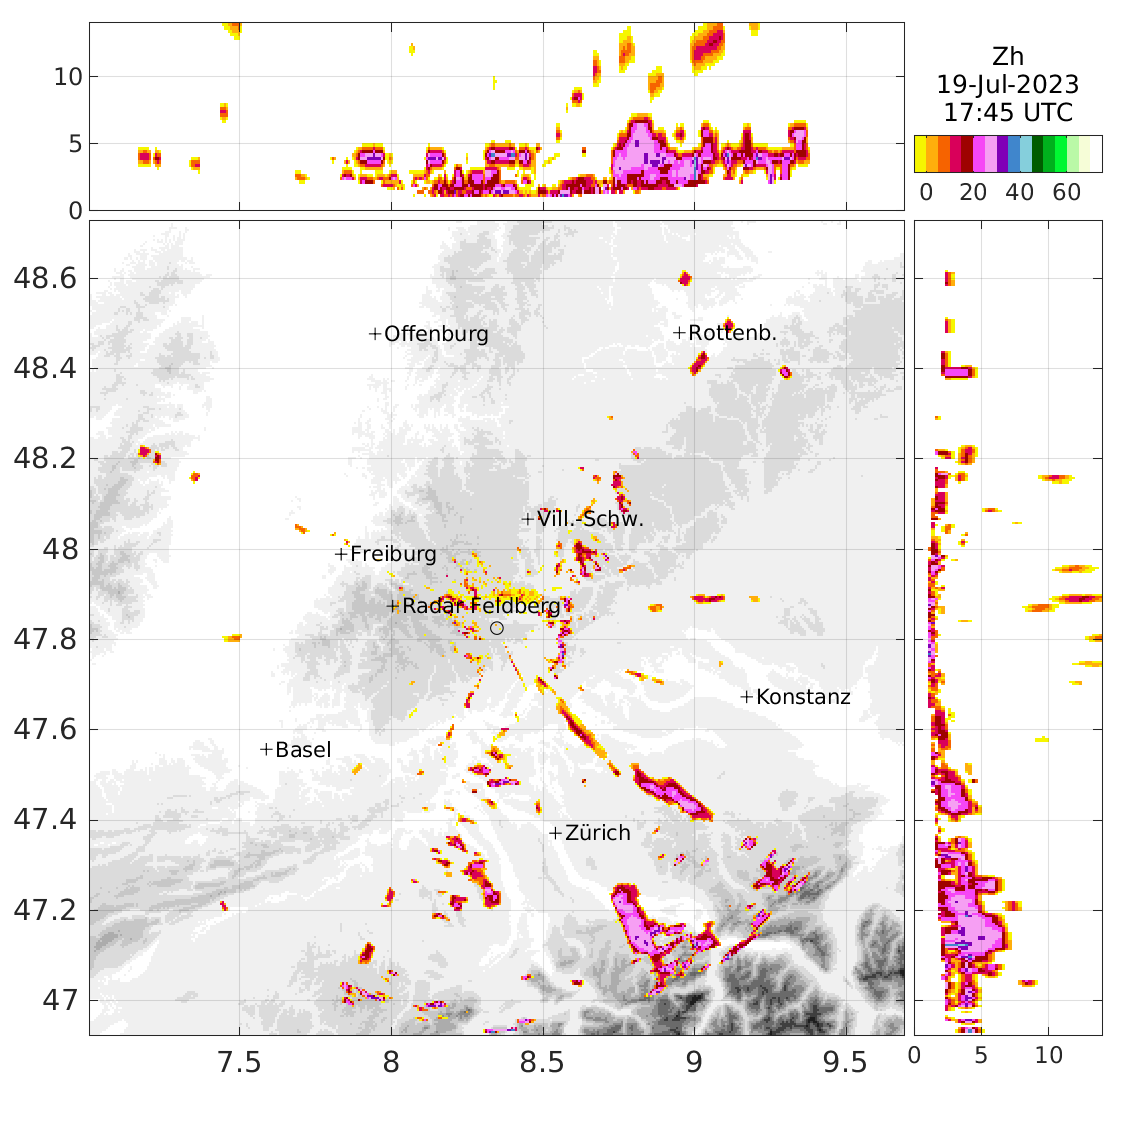 Zh
19-Jul-2023
17:45 UTC
0 20 40 60
10
5
0
48.6
48.4
48.2
48
47.8
47.6
47.4
47.2
47
+Offenburg
+Rottenb.
+Vill.-Schw.
+Freiburg
+Radar Feldberg
+Konstanz
+Basel
+Zürich
7.5 8 8.5 9 9.5
0 5 10